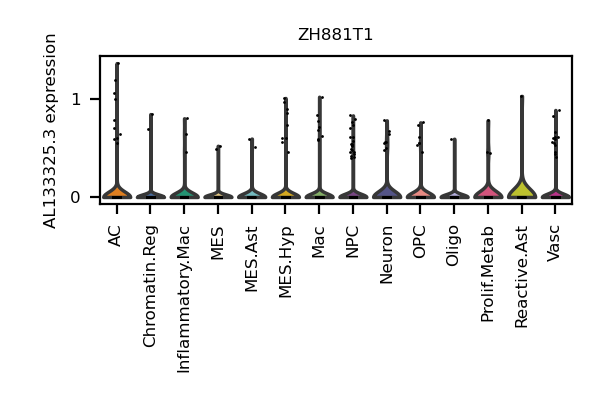 ZH881T1
AL133325.3 expression
1
0
AC
Chromatin.Reg
Inflammatory.Mac
MES
MES.Ast
MES.Hyp
Mac
NPC
Neuron
OPC
Oligo
Prolif.Metab
Reactive.Ast
Vasc